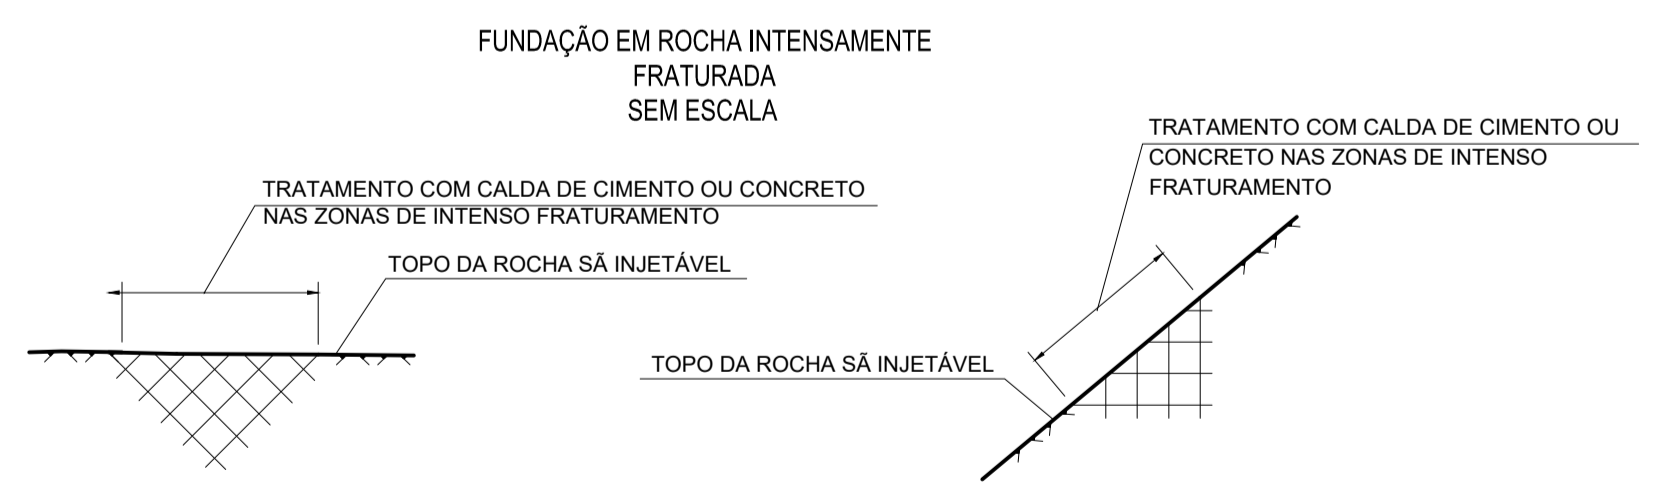 FUNDAÇÃO EM ROCHA INTENSAMENTE
FRATURADA
SEM ESCALA
TRATAMENTO COM CALDA DE CIMENTO OU CONCRETO
NAS ZONAS DE INTENSO FRATURAMENTO
TOPO DA ROCHA SÃ INJETÁVEL
TRATAMENTO COM CALDA DE CIMENTO OU
CONCRETO NAS ZONAS DE INTENSO
FRATURAMENTO
TOPO DA ROCHA SÃ INJETÁVEL